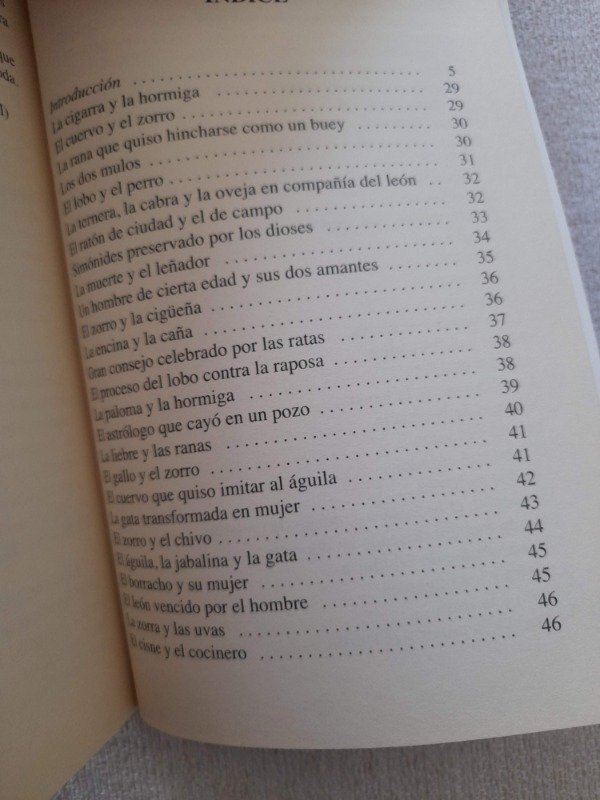 ra
que
oda.
I)
ÍNDICE
Introducción . . . . . . . . . . 5
La cigarra y la hormiga . . . . . . . . . . 29
El cuervo y el zorro . . . . . . . . . . 29
La rana que quiso hincharse como un buey . . . . . . . . . . 30
Los dos mulos . . . . . . . . . . 30
El lobo y el perro . . . . . . . . . . 31
La ternera, la cabra y la oveja en compañía del león . . 32
El ratón de ciudad y el de campo . . . . . . . . . . 32
Simónides preservado por los dioses . . . . . . . . . . 33
La muerte y el leñador . . . . . . . . . . 34
Un hombre de cierta edad y sus dos amantes . . . . . . . . 35
El zorro y la cigüeña . . . . . . . . . . 36
La encina y la caña . . . . . . . . . . 36
Gran consejo celebrado por las ratas . . . . . . . . . . 37
El proceso del lobo contra la raposa . . . . . . . . . . 38
La paloma y la hormiga . . . . . . . . . . 38
El astrólogo que cayó en un pozo . . . . . . . . . . 39
La liebre y las ranas . . . . . . . . . . 40
El gallo y el zorro . . . . . . . . . . 41
El cuervo que quiso imitar al águila . . . . . . . . . . 41
La gata transformada en mujer . . . . . . . . . . 42
El zorro y el chivo . . . . . . . . . . 43
El águila, la jabalina y la gata . . . . . . . . . . 44
El borracho y su mujer . . . . . . . . . . 45
El león vencido por el hombre . . . . . . . . . . 45
La zorra y las uvas . . . . . . . . . . 46
El cisne y el cocinero . . . . . . . . . . 46